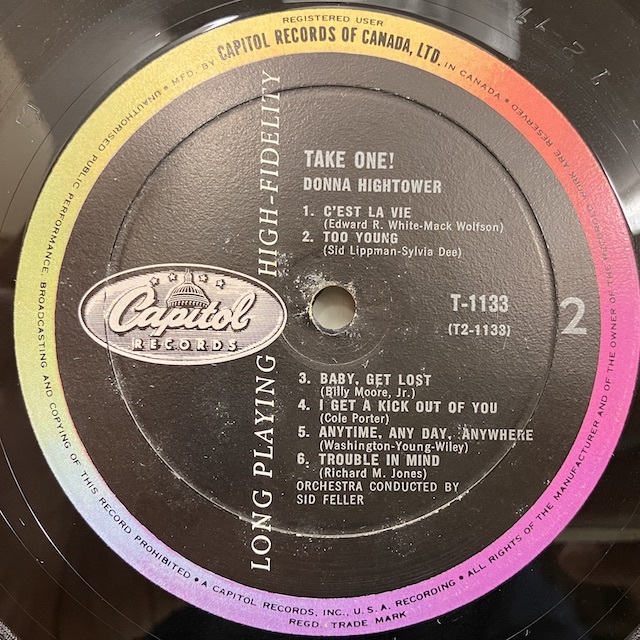 REGISTERED USER
• MFD. BY CAPITOL RECORDS OF CANADA, LTD. IN CANADA •
TAKE ONE!
DONNA HIGHTOWER
1. C'EST LA VIE
(Edward R. White-Mack Wolfson)
2. TOO YOUNG
(Sid Lippman-Sylvia Dee)
Capitol
RECORDS
T-1133
(T2-1133)
2
3. BABY, GET LOST
(Billy Moore, Jr.)
4. I GET A KICK OUT OF YOU
(Cole Porter)
5. ANYTIME, ANY DAY, ANYWHERE
(Washington-Young-Wiley)
6. TROUBLE IN MIND
(Richard M. Jones)
ORCHESTRA CONDUCTED BY
SID FELLER
LONG PLAYING HIGH-FIDELITY
UNAUTHORISED PUBLIC PERFORMANCE, BROADCASTING AND COPYING OF THIS RECORD PROHIBITED • A CAPITOL RECORDS, INC., U.S.A. RECORDING • ALL RIGHTS OF THE MANUFACTURER AND OF THE OWNER OF THE RECORDED WORK ARE RESERVED •
REGD. TRADE MARK